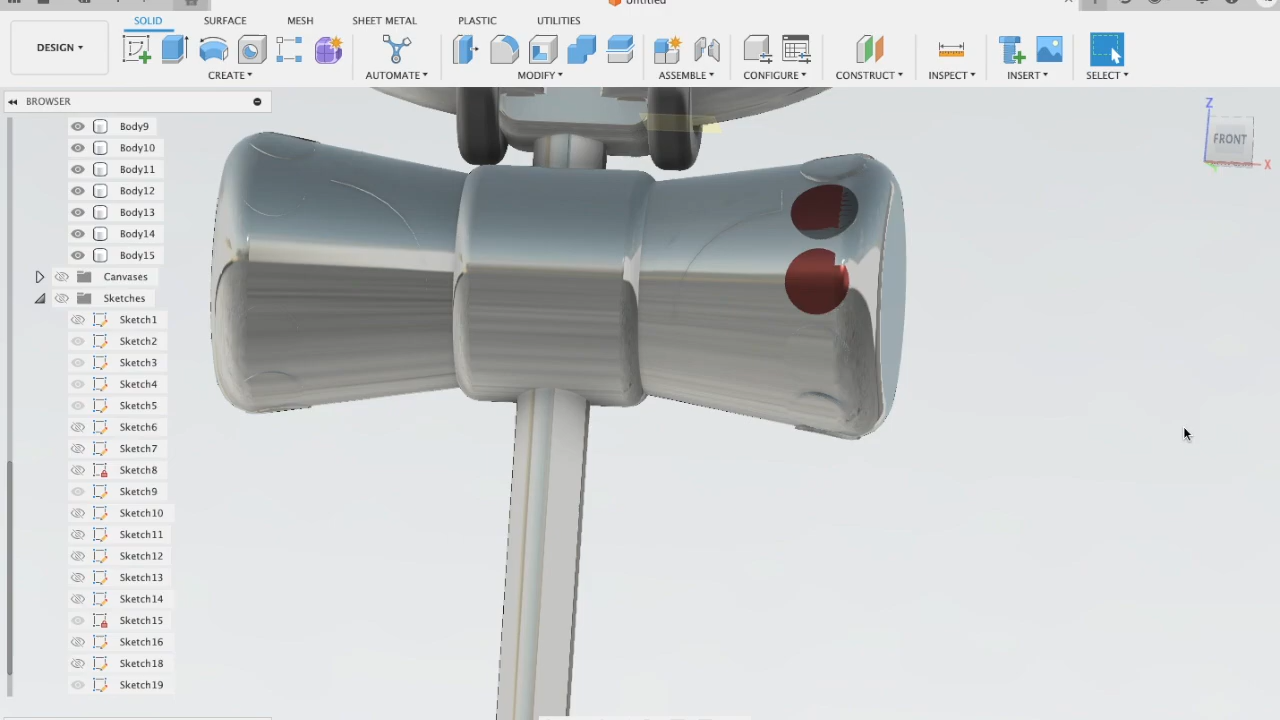 Untitled
SOLID SURFACE MESH SHEET METAL PLASTIC UTILITIES
DESIGN
CREATE AUTOMATE MODIFY ASSEMBLE CONFIGURE CONSTRUCT INSPECT INSERT SELECT
BROWSER
Body9
Body10
Body11
Body12
Body13
Body14
Body15
Canvases
Sketches
Sketch1
Sketch2
Sketch3
Sketch4
Sketch5
Sketch6
Sketch7
Sketch8
Sketch9
Sketch10
Sketch11
Sketch12
Sketch13
Sketch14
Sketch15
Sketch16
Sketch18
Sketch19
Z
FRONT
X